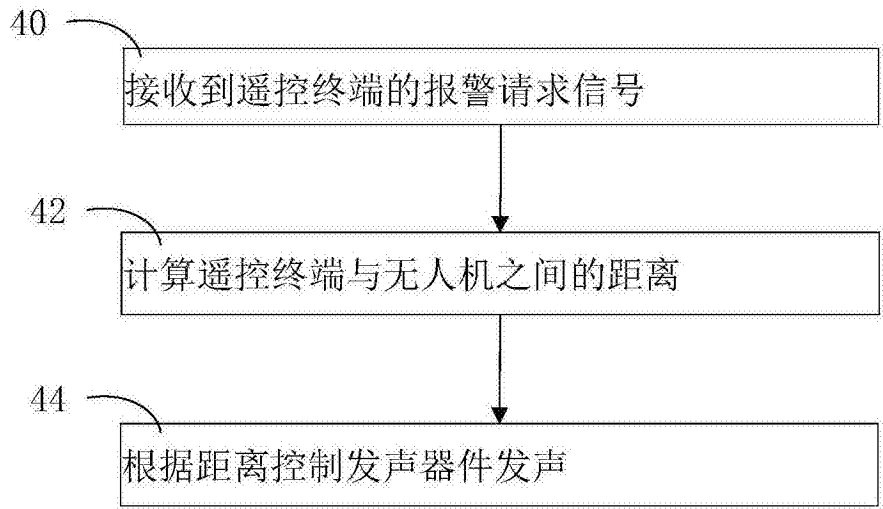 40
接收到遥控终端的报警请求信号
42
计算遥控终端与无人机之间的距离
44
根据距离控制发声器件发声